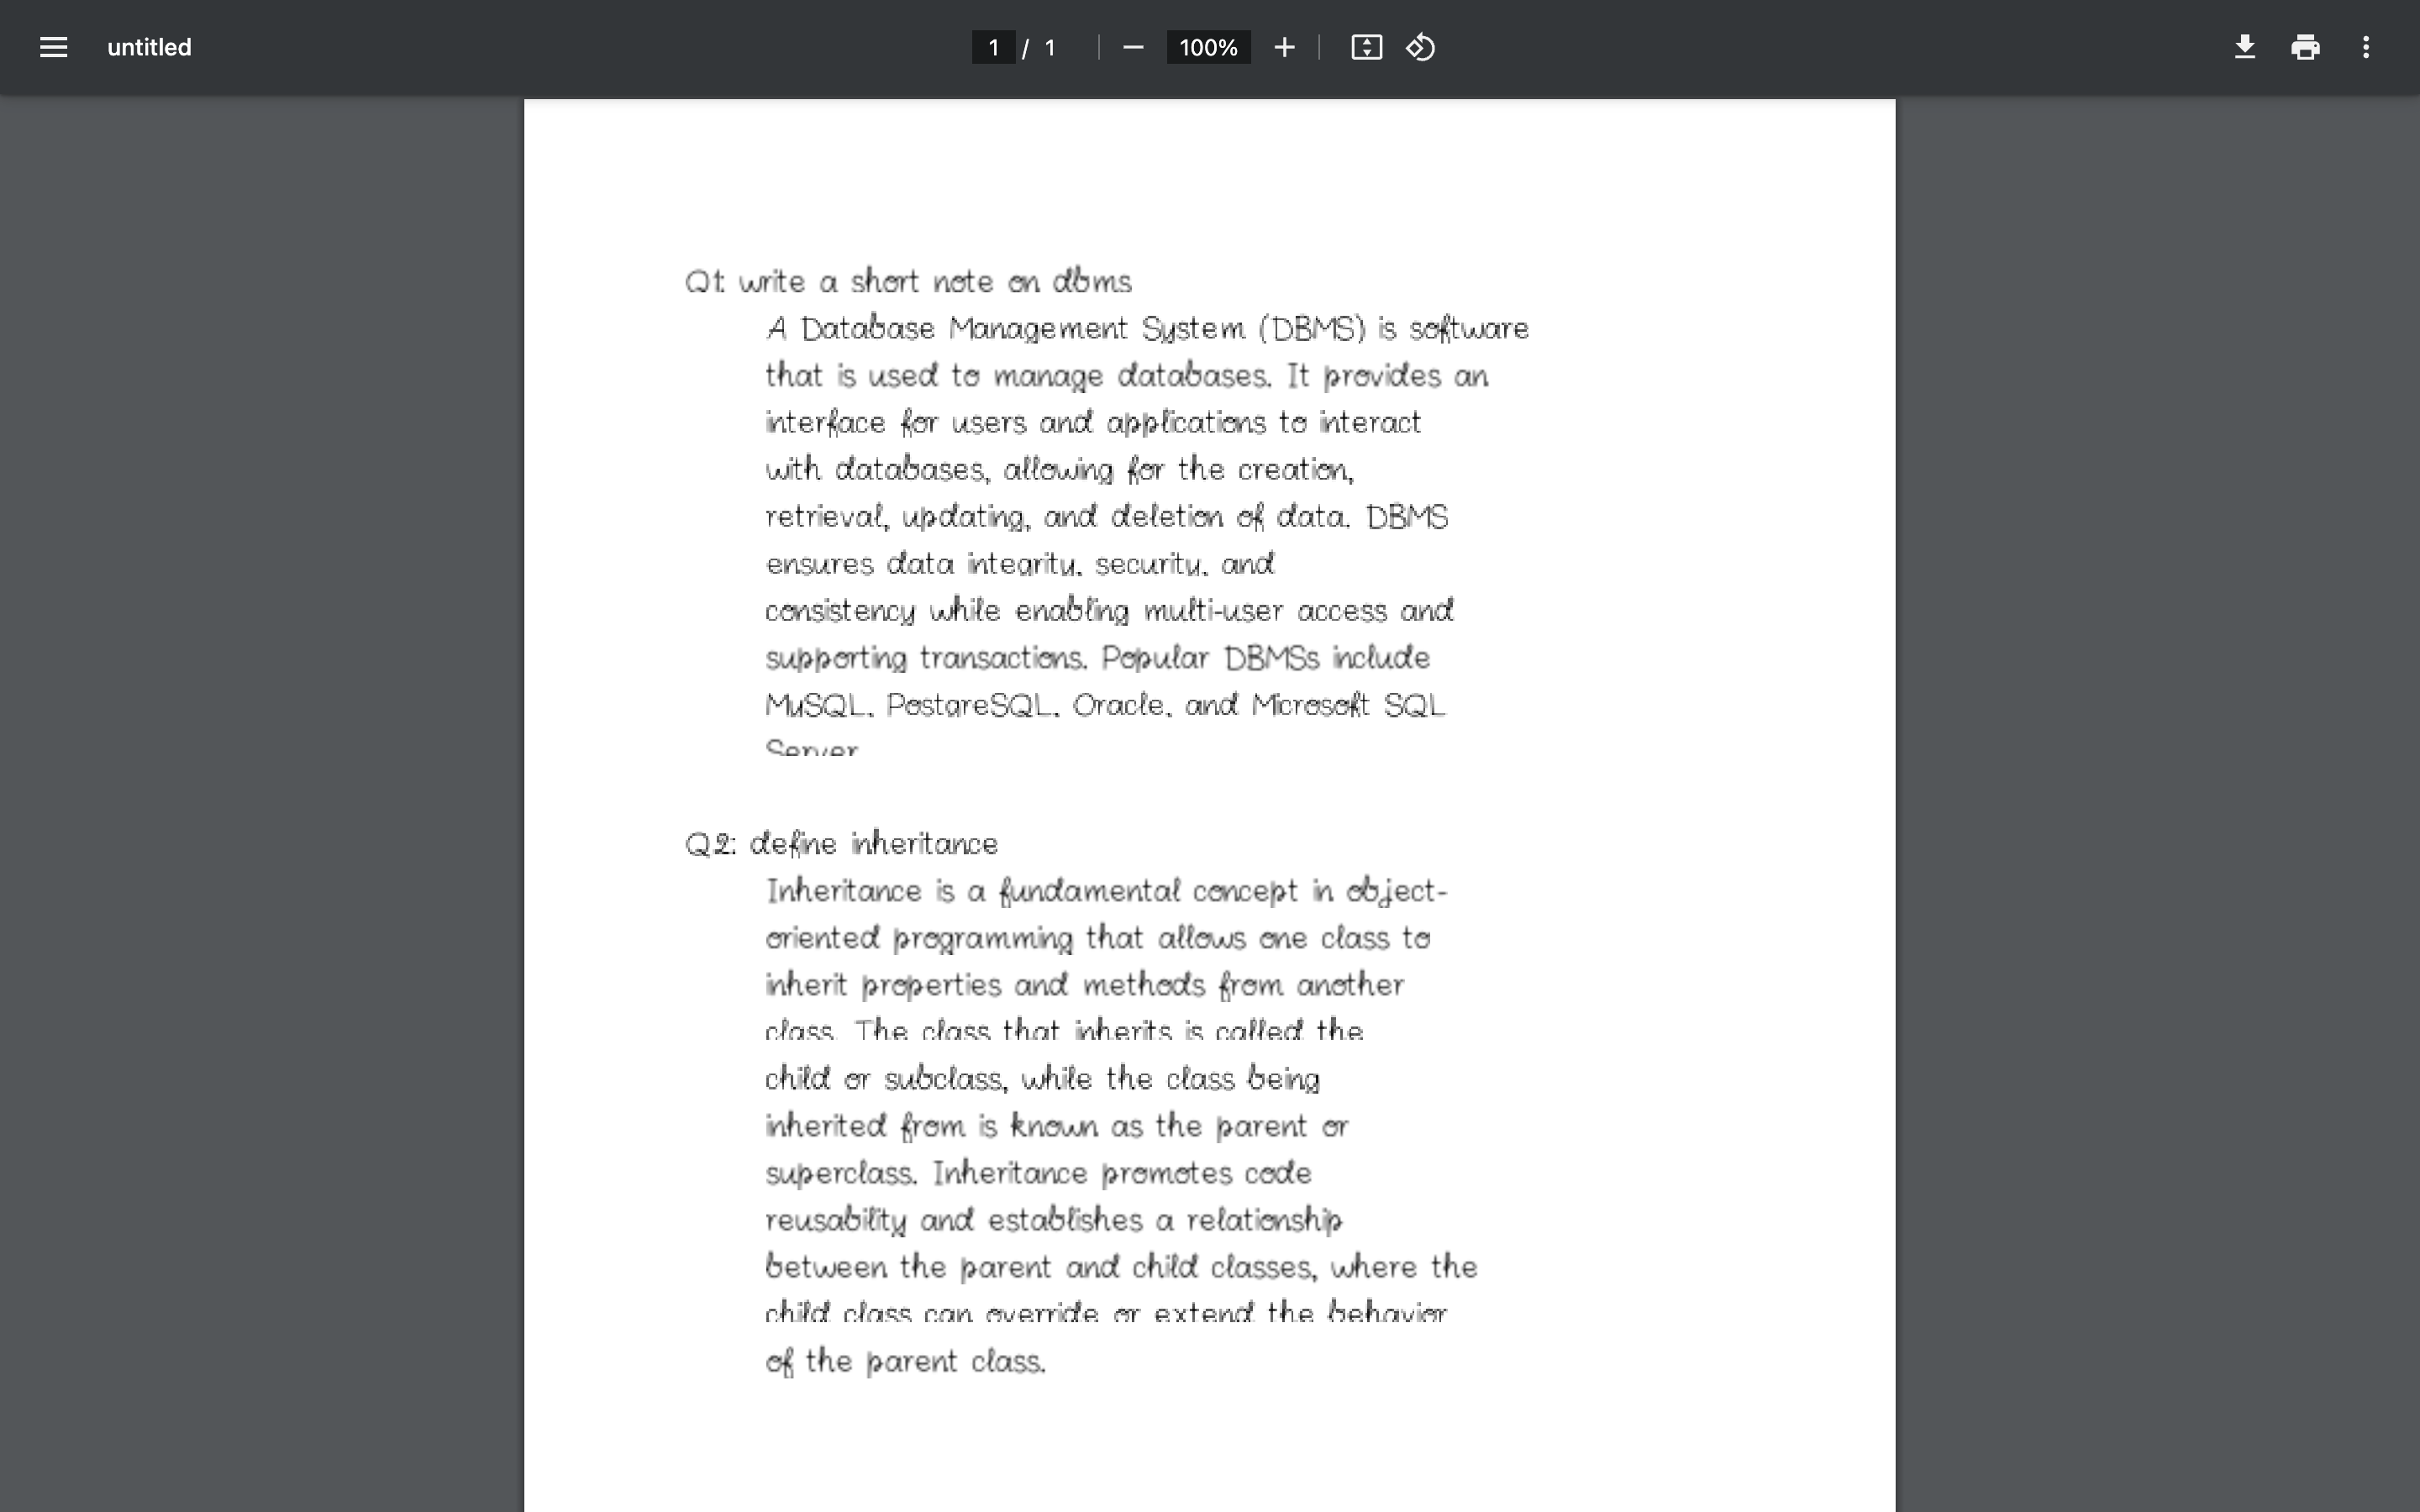 untitled
1 / 1
100%
Q1: write a short note on dbms
A Database Management System (DBMS) is software
that is used to manage databases. It provides an
interface for users and applications to interact
with databases, allowing for the creation,
retrieval, updating, and deletion of data. DBMS
ensures data integrity, security, and
consistency while enabling multi-user access and
supporting transactions. Popular DBMSs include
MySQL, PostgreSQL, Oracle, and Microsoft SQL
Server
Q2: define inheritance
Inheritance is a fundamental concept in object-
oriented programming that allows one class to
inherit properties and methods from another
class. The class that inherits is called the
child or subclass, while the class being
inherited from is known as the parent or
superclass. Inheritance promotes code
reusability and establishes a relationship
between the parent and child classes, where the
child class can override or extend the behavior
of the parent class.